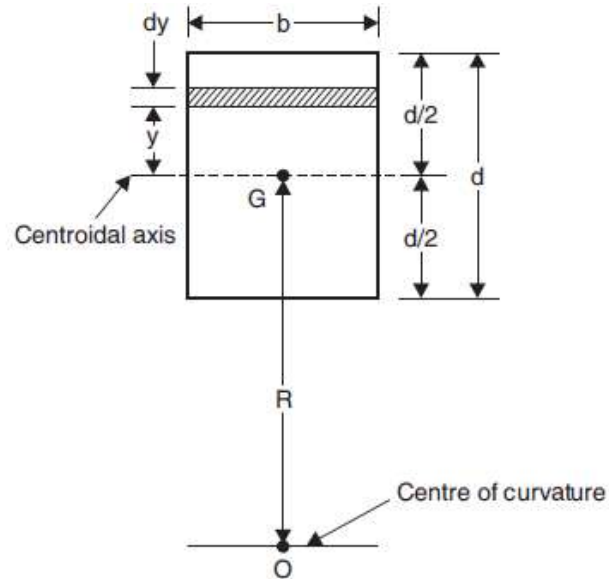 dy
b
y
d/2
d
G
Centroidal axis
d/2
R
Centre of curvature
O